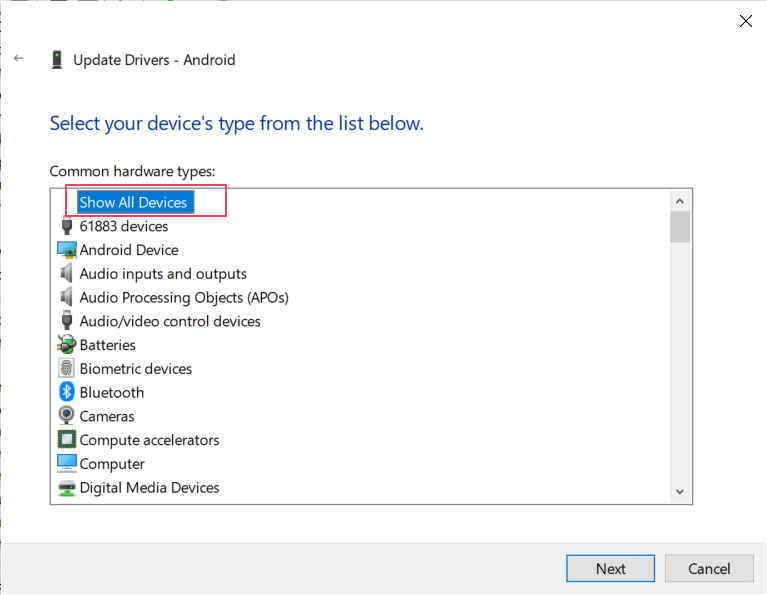 Update Drivers - Android
Select your device's type from the list below.
Common hardware types:
Show All Devices
61883 devices
Android Device
Audio inputs and outputs
Audio Processing Objects (APOs)
Audio/video control devices
Batteries
Biometric devices
Bluetooth
Cameras
Compute accelerators
Computer
Digital Media Devices
Next Cancel